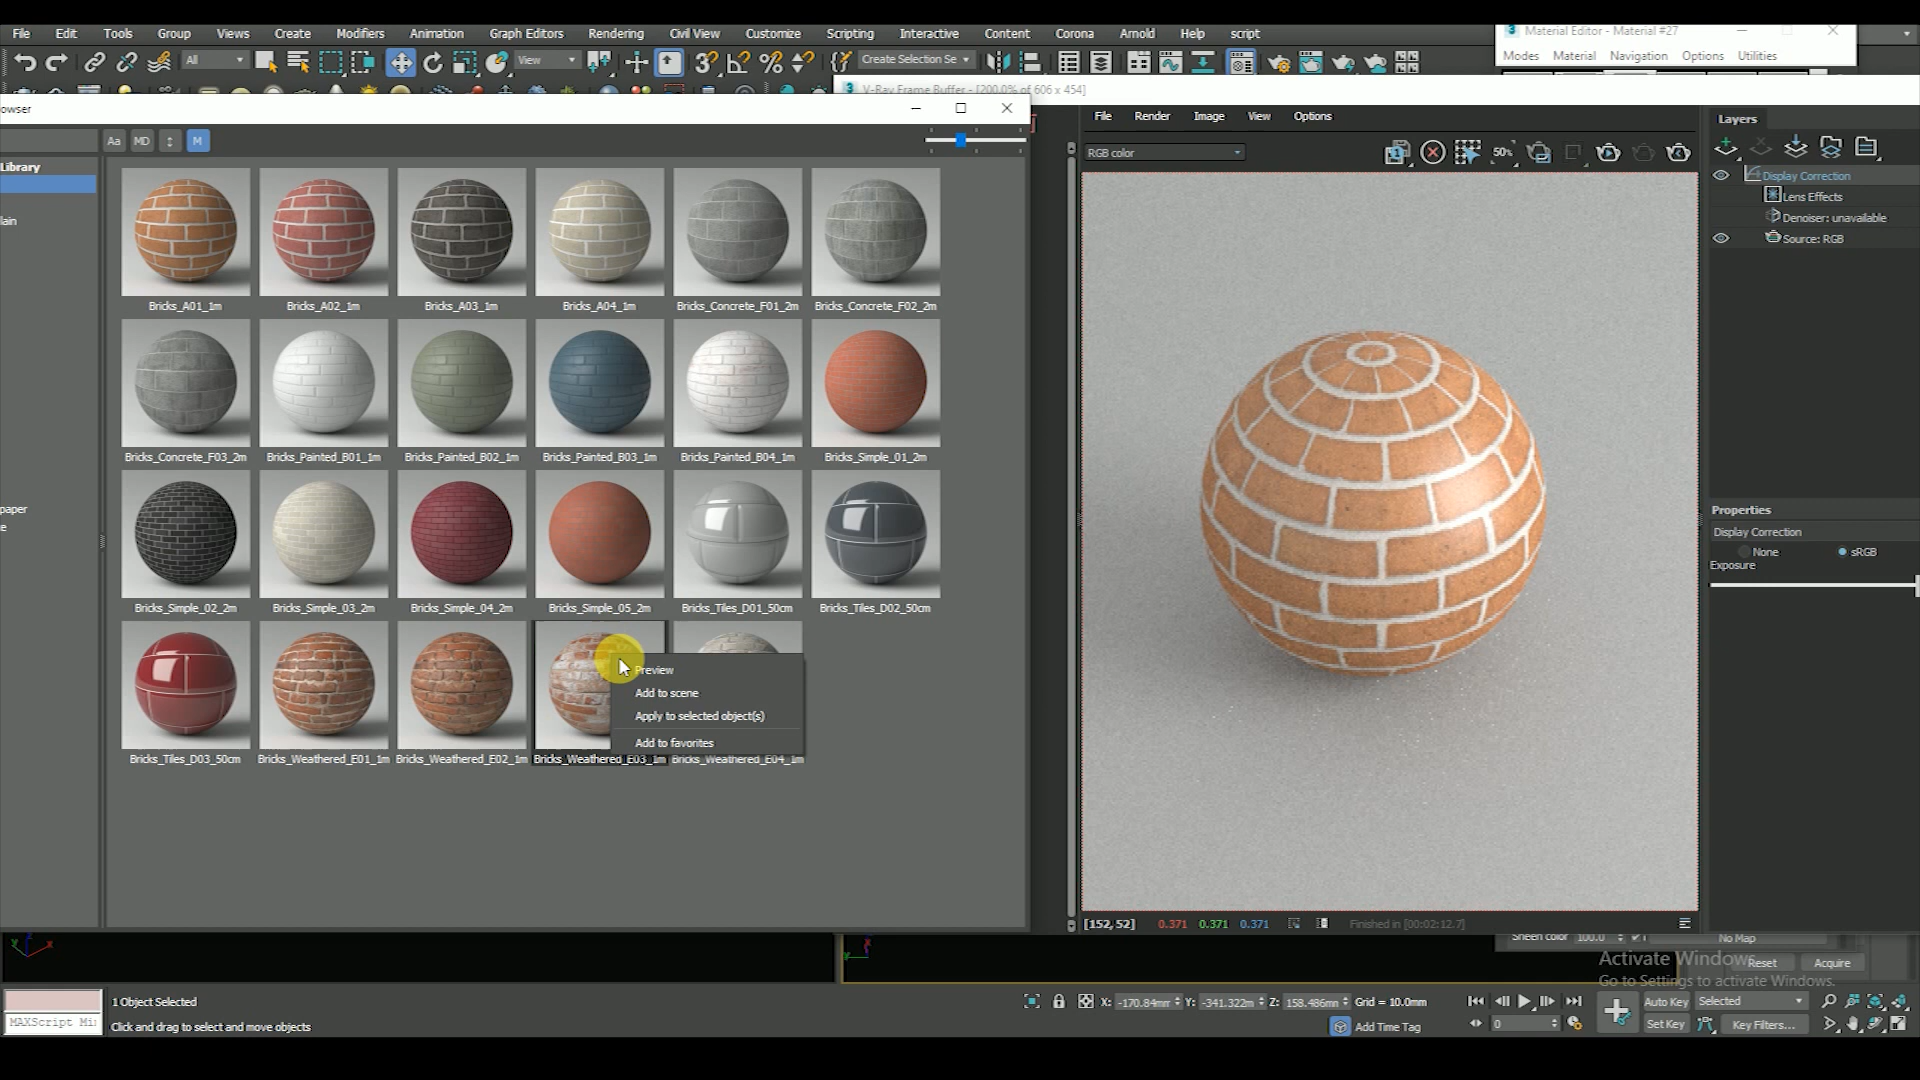 File Edit Tools Group Views Create Modifiers Animation Graph Editors Rendering Civil View Customize Scripting Interactive Content Corona Arnold Help script
Material Editor - Material #27
Modes Material Navigation Options Utilities
All
View
Create Selection Se
V-Ray Frame Buffer - [200.0% of 606 x 454]
owser
Aa MD M
Library
lain
paper
e
Bricks_A01_1m
Bricks_A02_1m
Bricks_A03_1m
Bricks_A04_1m
Bricks_Concrete_F01_2m
Bricks_Concrete_F02_2m
Bricks_Concrete_F03_2m
Bricks_Painted_B01_1m
Bricks_Painted_B02_1m
Bricks_Painted_B03_1m
Bricks_Painted_B04_1m
Bricks_Simple_01_2m
Bricks_Simple_02_2m
Bricks_Simple_03_2m
Bricks_Simple_04_2m
Bricks_Simple_05_2m
Bricks_Tiles_D01_50cm
Bricks_Tiles_D02_50cm
Bricks_Tiles_D03_50cm
Bricks_Weathered_E01_1m
Bricks_Weathered_E02_1m
Bricks_Weathered_E03_1m
Bricks_Weathered_E04_1m
Preview
Add to scene
Apply to selected object(s)
Add to favorites
File Render Image View Options
RGB color
50%
[152, 52] 0.371 0.371 0.371 Finished in [00:02:12.7]
Layers
Display Correction
Lens Effects
Denoiser: unavailable
Source: RGB
Properties
Display Correction
None sRGB
Exposure
Sheen color 100.0 No Map
Reset Acquire
Activate Windows
Go to Settings to activate Windows.
1 Object Selected
MAXScript Mi
Click and drag to select and move objects
X: -170.84mm Y: -341.322m Z: 158.486mm Grid = 10.0mm
Add Time Tag
0
Auto Key Selected
Set Key Key Filters...